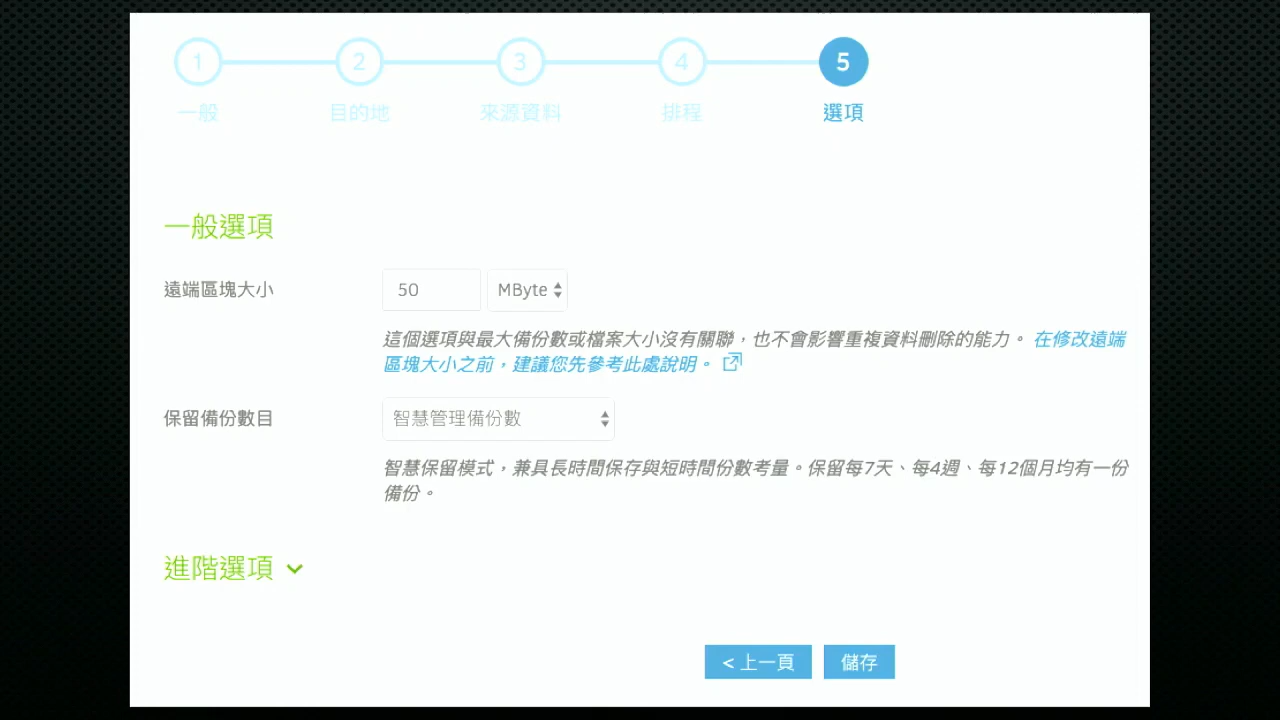 1 2 3 4 5
一般 目的地 來源資料 排程 選項
一般選項
遠端區塊大小 50 MByte
這個選項與最大備份數或檔案大小沒有關聯，也不會影響重複資料刪除的能力。 在修改遠端
區塊大小之前，建議您先參考此處說明。
保留備份數目 智慧管理備份數
智慧保留模式，兼具長時間保存與短時間份數考量。保留每7天、每4週、每12個月均有一份
備份。
進階選項
< 上一頁 儲存